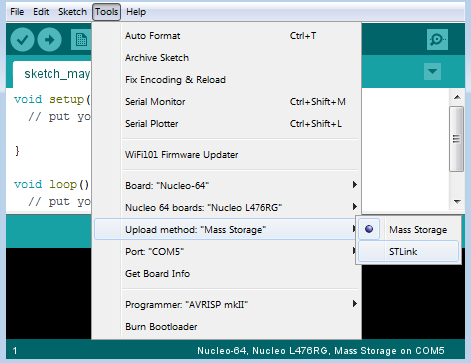 File Edit Sketch Tools Help
sketch_may
Auto Format Ctrl+T
Archive Sketch
Fix Encoding & Reload
Serial Monitor Ctrl+Shift+M
Serial Plotter Ctrl+Shift+L
WiFi101 Firmware Updater
Board: "Nucleo-64"
Nucleo 64 boards: "Nucleo L476RG"
Upload method: "Mass Storage"
Port: "COM5"
Get Board Info
Programmer: "AVRISP mkII"
Burn Bootloader
Mass Storage
STLink
void setup(
// put yo
}
void loop()
// put yo
1 Nucleo-64, Nucleo L476RG, Mass Storage on COM5